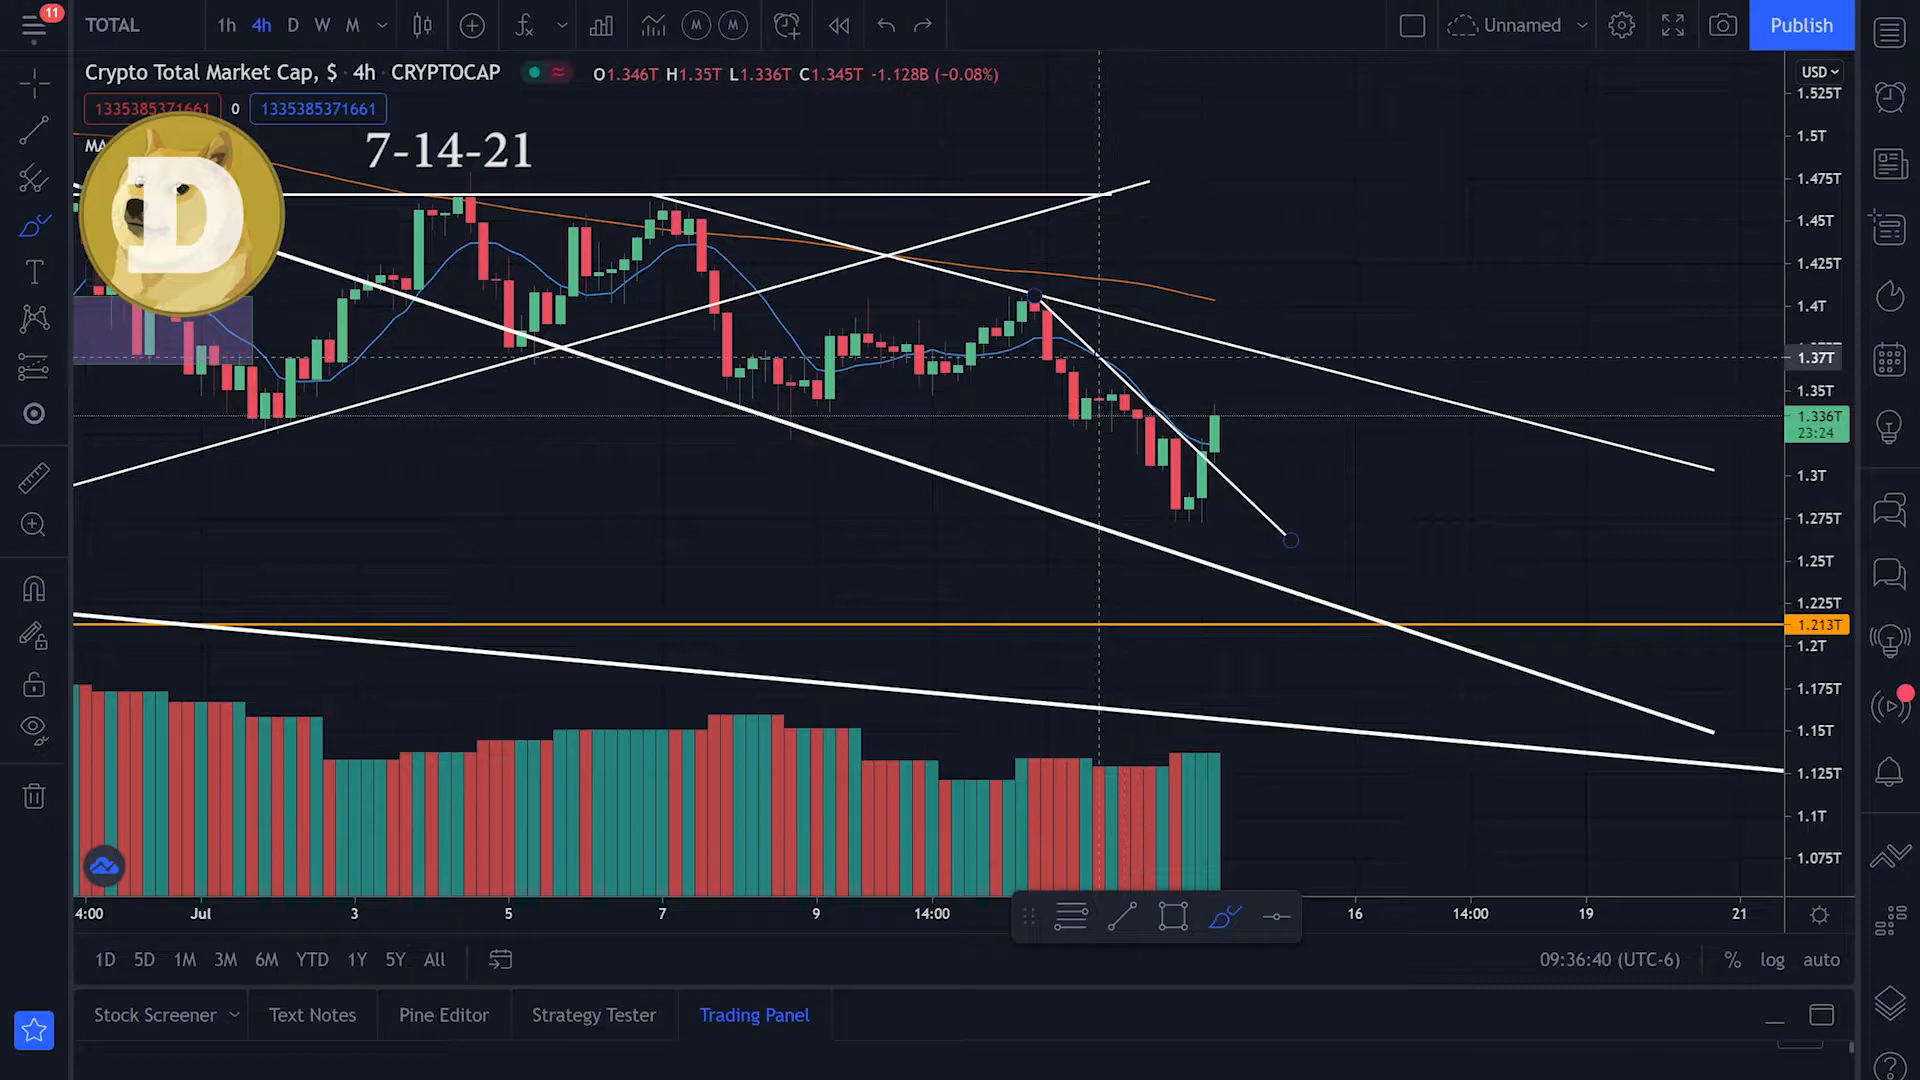 11
TOTAL
1h 4h D W M
M M
Unnamed
Publish
Crypto Total Market Cap, $ · 4h · CRYPTOCAP
O1.346T H1.35T L1.336T C1.345T -1.128B (−0.08%)
USD
1335385371661 0 1335385371661
7-14-21
MA
D
1.525T
1.5T
1.475T
1.45T
1.425T
1.4T
1.37T
1.35T
1.336T
23:24
1.3T
1.275T
1.25T
1.225T
1.213T
1.2T
1.175T
1.15T
1.125T
1.1T
1.075T
4:00 Jul 3 5 7 9 14:00 16 14:00 19 21
1D 5D 1M 3M 6M YTD 1Y 5Y All
09:36:40 (UTC-6) % log auto
Stock Screener Text Notes Pine Editor Strategy Tester Trading Panel